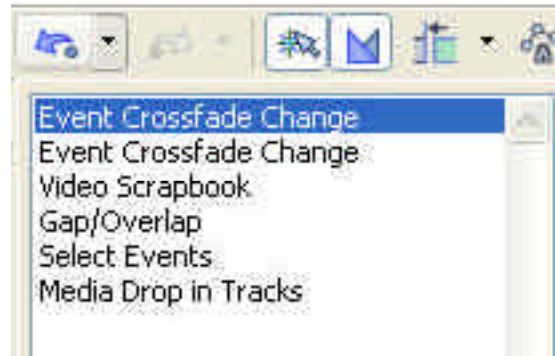 Event Crossfade Change
Event Crossfade Change
Video Scrapbook
Gap/Overlap
Select Events
Media Drop in Tracks